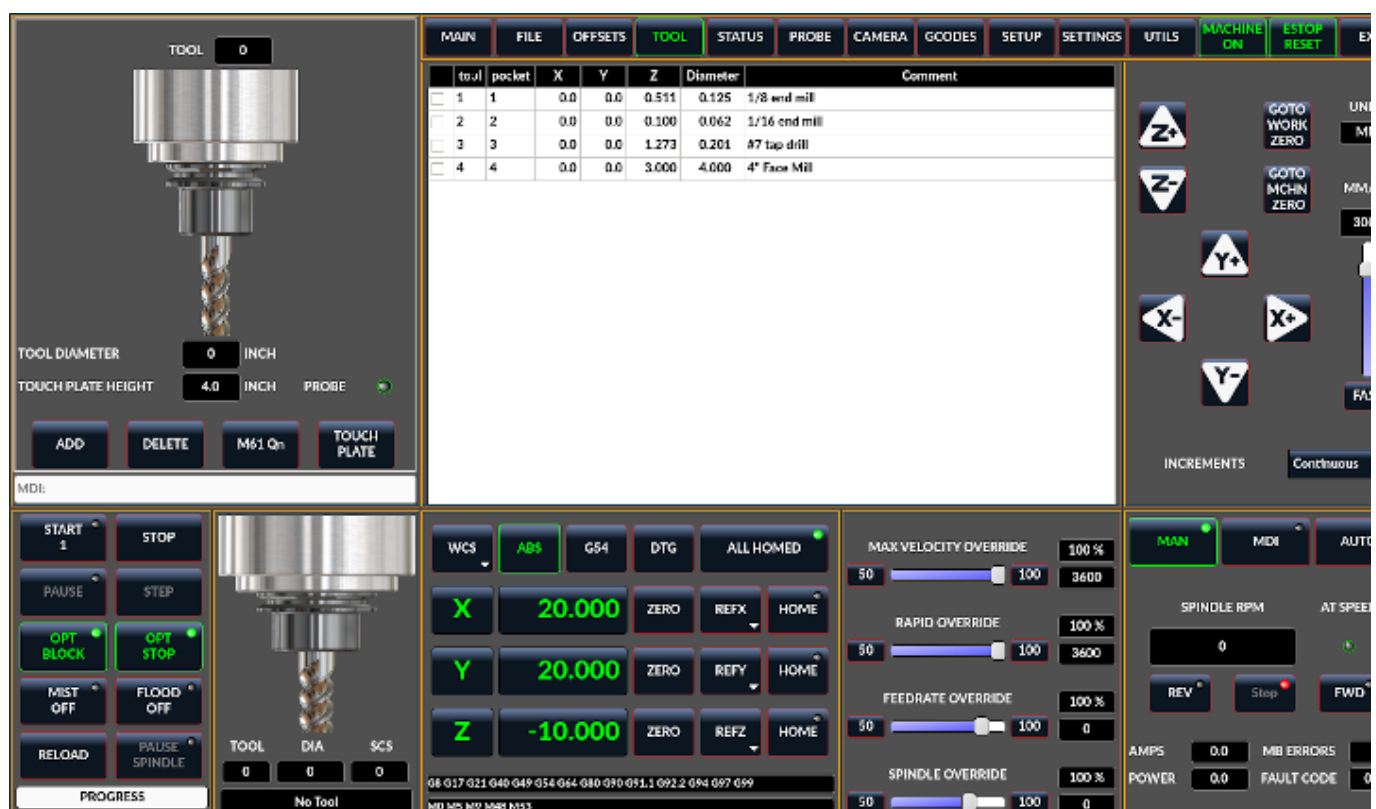 TOOL 0
TOOL DIAMETER 0 INCH
TOUCH PLATE HEIGHT 4.0 INCH PROBE
ADD DELETE M61 Qn TOUCH PLATE
MDI:
MAIN FILE OFFSETS TOOL STATUS PROBE CAMERA GCODES SETUP SETTINGS UTILS MACHINE ON ESTOP RESET
tool pocket X Y Z Diameter Comment
1 1 0.0 0.0 0.511 0.125 1/8 end mill
2 2 0.0 0.0 0.100 0.062 1/16 end mill
3 3 0.0 0.0 1.273 0.201 #7 tap drill
4 4 0.0 0.0 3.000 4.000 4" Face Mill
Z+ GOTO WORK ZERO
Z- GOTO MCHN ZERO
Y+
X- X+
Y-
INCREMENTS Continuous
START 1 STOP
PAUSE STEP
OPT BLOCK OPT STOP
MIST OFF FLOOD OFF
RELOAD PAUSE SPINDLE
PROGRESS
TOOL DIA SCS
0 0 0
No Tool
WCS ABS G54 DTG ALL HOMED
X 20.000 ZERO REFX HOME
Y 20.000 ZERO REFY HOME
Z -10.000 ZERO REFZ HOME
G8 G17 G21 G40 G49 G54 G64 G80 G90 G91.1 G92.2 G94 G97 G99
M0 M5 M9 M48 M53
MAX VELOCITY OVERRIDE 100 %
50 100 3600
RAPID OVERRIDE 100 %
50 100 3600
FEEDRATE OVERRIDE 100 %
50 100 0
SPINDLE OVERRIDE 100 %
50 100 0
MAN MDI AUTO
SPINDLE RPM AT SPEED
0
REV Stop FWD
AMPS 0.0 MB ERRORS
POWER 0.0 FAULT CODE 0